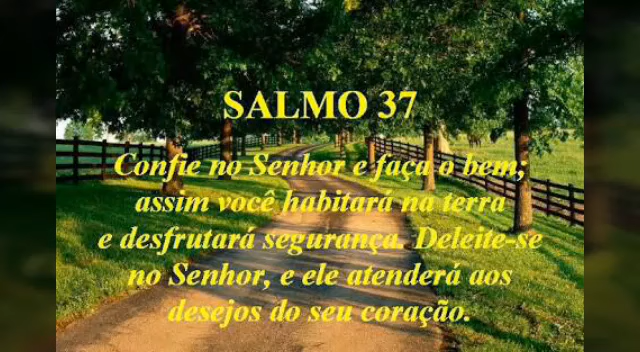 SALMO 37
Confie no Senhor e faça o bem;
assim você habitará na terra
e desfrutará segurança. Deleite-se
no Senhor, e ele atenderá aos
desejos do seu coração.